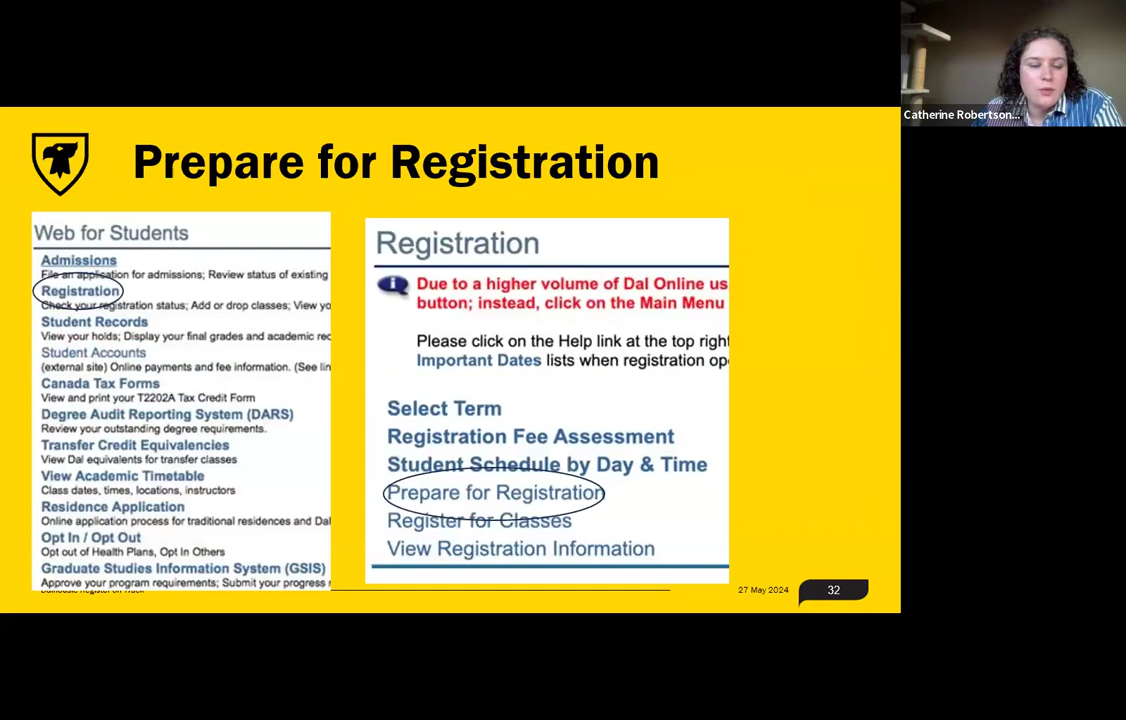 Catherine Robertson...
Prepare for Registration
Web for Students
Admissions
File an application for admissions; Review status of existing
Registration
Check your registration status; Add or drop classes; View yo
Student Records
View your holds; Display your final grades and academic rec
Student Accounts
(external site) Online payments and fee information. (See lin
Canada Tax Forms
View and print your T2202A Tax Credit Form
Degree Audit Reporting System (DARS)
Review your outstanding degree requirements.
Transfer Credit Equivalencies
View Dal equivalents for transfer classes
View Academic Timetable
Class dates, times, locations, instructors
Residence Application
Online application process for traditional residences and Dal
Opt In / Opt Out
Opt out of Health Plans, Opt In Others
Graduate Studies Information System (GSIS)
Approve your program requirements; Submit your progress r
Registration
Due to a higher volume of Dal Online us
button; instead, click on the Main Menu
Please click on the Help link at the top right
Important Dates lists when registration op
Select Term
Registration Fee Assessment
Student Schedule by Day & Time
Prepare for Registration
Register for Classes
View Registration Information
Dalhousie Register on Track
27 May 2024
32